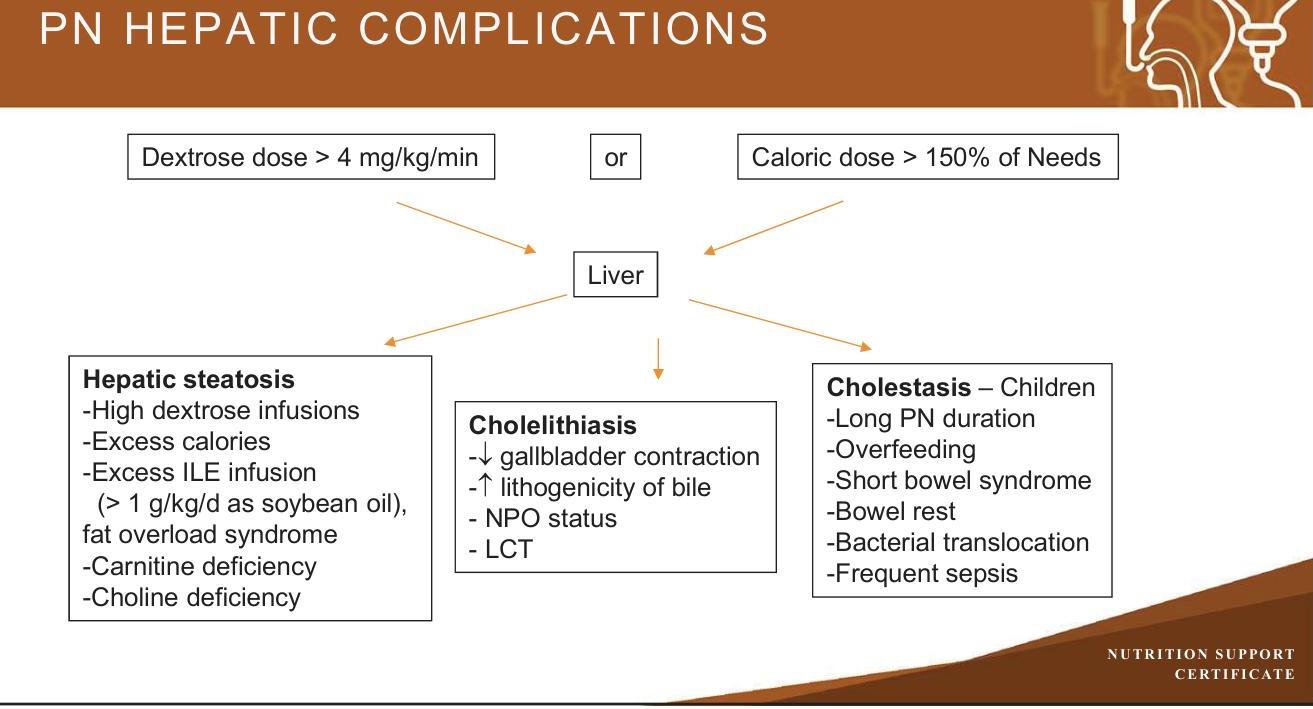 PN HEPATIC COMPLICATIONS
Dextrose dose > 4 mg/kg/min
or
Caloric dose > 150% of Needs
Liver
Hepatic steatosis
-High dextrose infusions
-Excess calories
-Excess ILE infusion
(> 1 g/kg/d as soybean oil),
fat overload syndrome
-Carnitine deficiency
-Choline deficiency
Cholelithiasis
-↓ gallbladder contraction
-↑ lithogenicity of bile
- NPO status
- LCT
Cholestasis – Children
-Long PN duration
-Overfeeding
-Short bowel syndrome
-Bowel rest
-Bacterial translocation
-Frequent sepsis
NUTRITION SUPPORT
CERTIFICATE